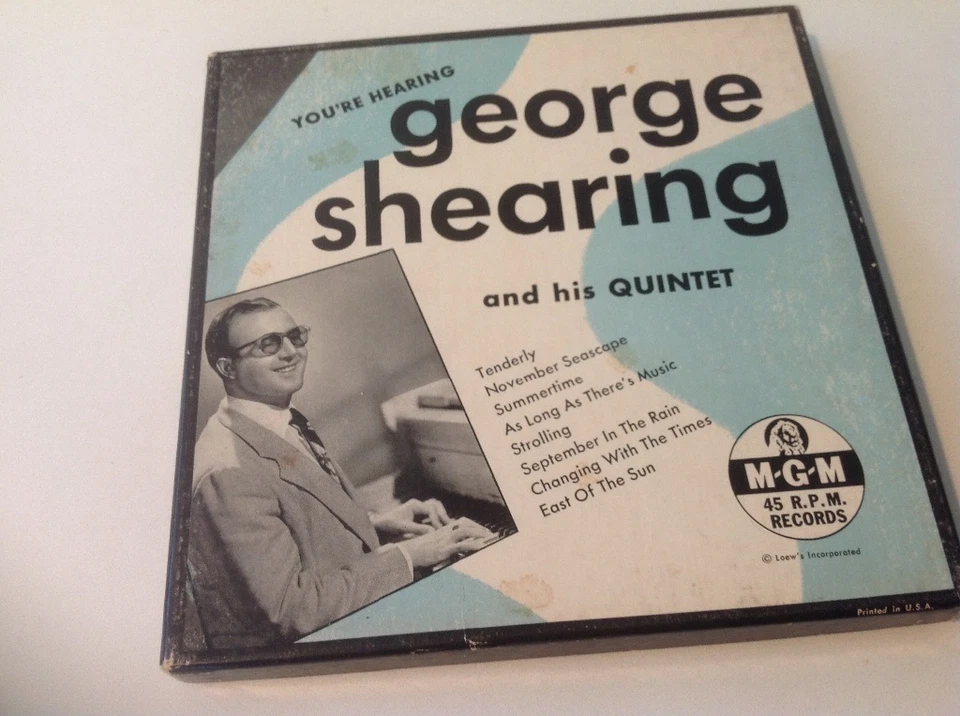 YOU'RE HEARING
george
shearing
and his QUINTET
Tenderly
November Seascape
Summertime
As Long As There's Music
Strolling
September In The Rain
Changing With The Times
East Of The Sun
M-G-M
45 R.P.M.
RECORDS
© Loew's Incorporated
Printed in U.S.A.